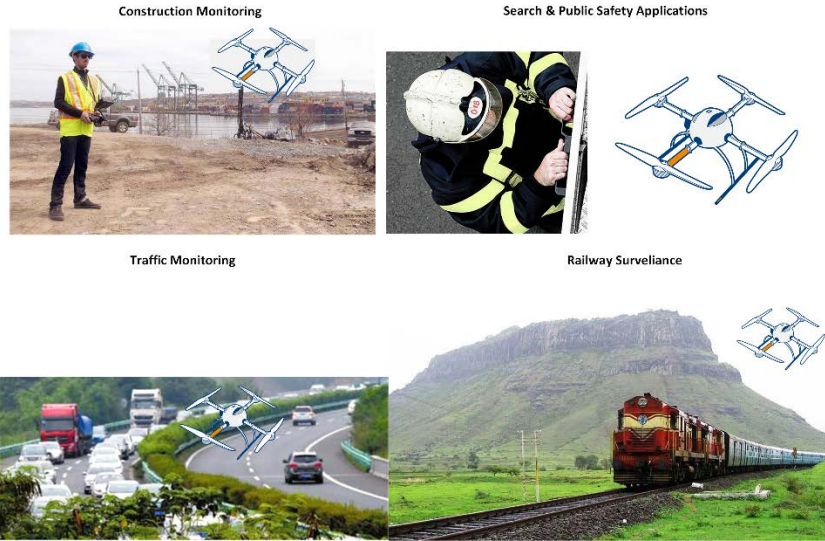 Construction Monitoring
Search & Public Safety Applications
Traffic Monitoring
Railway Surveliance